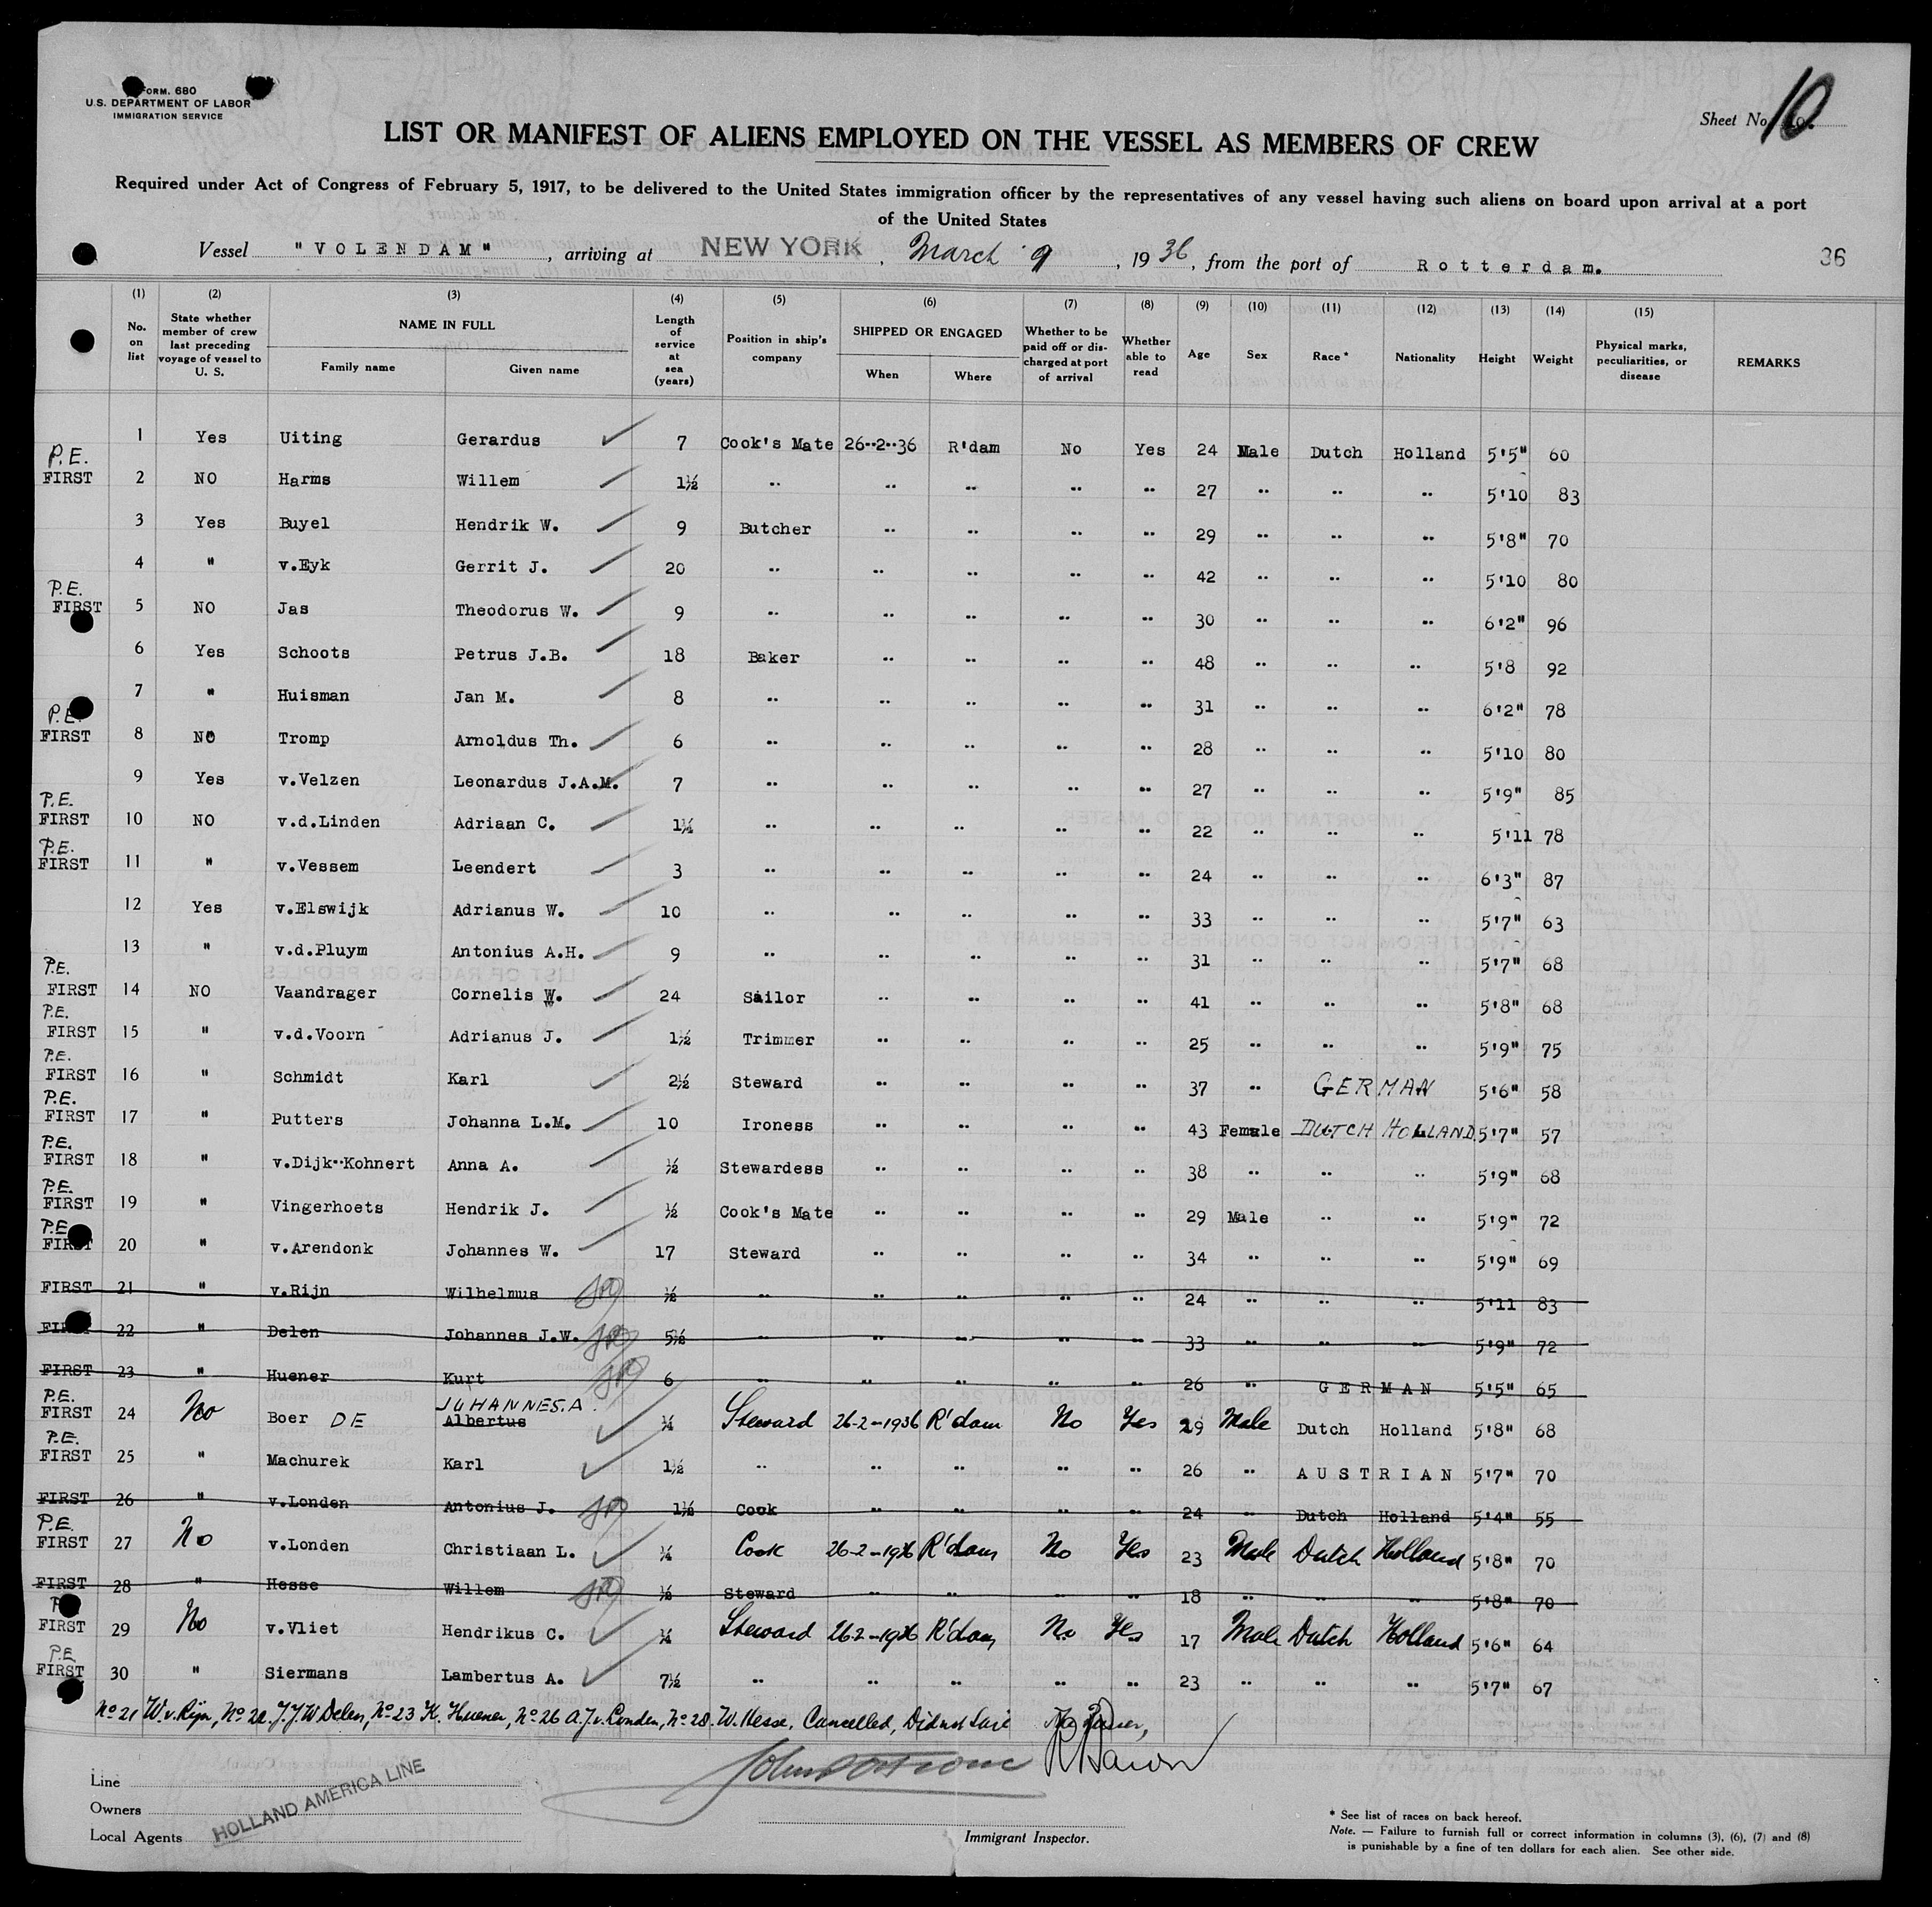 FORM. 680
U.S. DEPARTMENT OF LABOR
IMMIGRATION SERVICE
Sheet No. 10
LIST OR MANIFEST OF ALIENS EMPLOYED ON THE VESSEL AS MEMBERS OF CREW
Required under Act of Congress of February 5, 1917, to be delivered to the United States immigration officer by the representatives of any vessel having such aliens on board upon arrival at a port
of the United States
Vessel "VOLENDAM", arriving at NEW YORK, March 9, 1936, from the port of Rotterdam. 36
(1) No. on list (2) State whether member of crew last preceding voyage of vessel to U. S. (3) NAME IN FULL Family name Given name (4) Length of service at sea (years) (5) Position in ship's company (6) SHIPPED OR ENGAGED When Where (7) Whether to be paid off or discharged at port of arrival (8) Whether able to read (9) Age (10) Sex (11) Race* (12) Nationality (13) Height (14) Weight (15) Physical marks, peculiarities, or disease REMARKS
1 Yes Uiting Gerardus 7 Cook's Mate 26--2--36 R'dam No Yes 24 Male Dutch Holland 5'5" 60
P.E. FIRST 2 NO Harms Willem 1½ " " " " " 27 " " " 5'10 83
3 Yes Buyel Hendrik W. 9 Butcher " " " " 29 " " " 5'8" 70
4 " v.Eyk Gerrit J. 20 " " " " " 42 " " " 5'10 80
P.E. FIRST 5 NO Jas Theodorus W. 9 " " " " " 30 " " " 6'2" 96
6 Yes Schoots Petrus J.B. 18 Baker " " " " 48 " " " 5'8 92
7 " Huisman Jan M. 8 " " " " " 31 " " " 6'2" 78
P.E. FIRST 8 NO Tromp Arnoldus Th. 6 " " " " " 28 " " " 5'10 80
9 Yes v.Velzen Leonardus J.A.M. 7 " " " " " 27 " " " 5'9" 85
P.E. FIRST 10 NO v.d.Linden Adriaan C. " " " " " 22 " " " 5'11 78
P.E. FIRST 11 " v.Vessem Leendert 3 " " " " " 24 " " " 6'3" 87
12 Yes v.Elswijk Adrianus W. 10 " " " " " 33 " " " 5'7" 63
13 " v.d.Pluym Antonius A.H. 9 " " " " " 31 " " " 5'7" 68
P.E. FIRST 14 NO Vaandrager Cornelis W. 24 Sailor " " " " 41 " " " 5'8" 68
P.E. FIRST 15 " v.d.Voorn Adrianus J. 1½ Trimmer " " " " 25 " " " 5'9" 75
P.E. FIRST 16 " Schmidt Karl 2½ Steward " " " " 37 " GERMAN 5'6" 58
P.E. FIRST 17 " Putters Johanna L.M. 10 Ironess " " " " 43 Female DUTCH HOLLAND 5'7" 57
P.E. FIRST 18 " v.Dijk--Kohnert Anna A. ½ Stewardess " " " " 38 " " " 5'9" 68
P.E. FIRST 19 " Vingerhoets Hendrik J. ½ Cook's Mate " " " " 29 Male " " 5'9" 72
P.E. FIRST 20 " v.Arendonk Johannes W. 17 Steward " " " " 34 " " " 5'9" 69
FIRST 21 " v.Rijn Wilhelmus ½ " " " " " 24 " " " 5'11 83
FIRST 22 " Delen Johannes J.W. 5½ " " " " " 33 " " " 5'9" 72
FIRST 23 " Huener Kurt 6 " " " " " 26 " GERMAN 5'5" 65
P.E. FIRST 24 No Boer DE JOHANNES.A. Albertus ¼ Steward 26-2-1936 R'dam No Yes 29 Male Dutch Holland 5'8" 68
P.E. FIRST 25 " Machurek Karl 1½ " " " " " 26 " AUSTRIAN 5'7" 70
FIRST 26 " v.Londen Antonius J. 1½ Cook " " " " 24 " Dutch Holland 5'4" 55
P.E. FIRST 27 No v.Londen Christiaan L. ¼ Cook 26-2-1936 R'dam No Yes 23 Male Dutch Holland 5'8" 70
FIRST 28 " Hesse Willem ½ Steward " " " " 18 " " " 5'8" 70
FIRST 29 No v.Vliet Hendrikus C. ¼ Steward 26-2-1936 R'dam No Yes 17 Male Dutch Holland 5'6" 64
P.E. FIRST 30 " Siermans Lambertus A. 7½ " " " " " 23 " " " 5'7" 67
No 21 W. v. Rijn, No 22. J.J.W Delen, No 23 K. Huener, No 26 A.J. v. Londen, No 28. W. Hesse. Cancelled, Did not Sail
Line
Owners HOLLAND AMERICA LINE
Local Agents
Immigrant Inspector.
* See list of races on back hereof.
Note. — Failure to furnish full or correct information in columns (3), (6), (7) and (8)
is punishable by a fine of ten dollars for each alien. See other side.